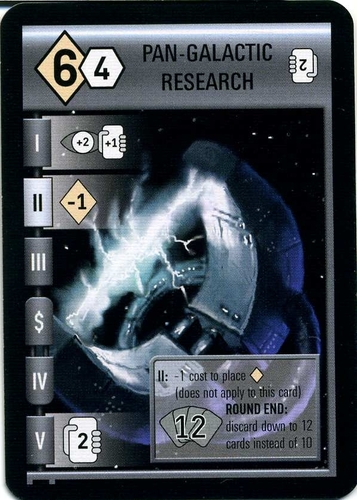 6 4 PAN-GALACTIC
RESEARCH
2
I +2 +1
II -1
III
$
IV
II: -1 cost to place
(does not apply to this card)
ROUND END:
12 discard down to 12
cards instead of 10
V 2